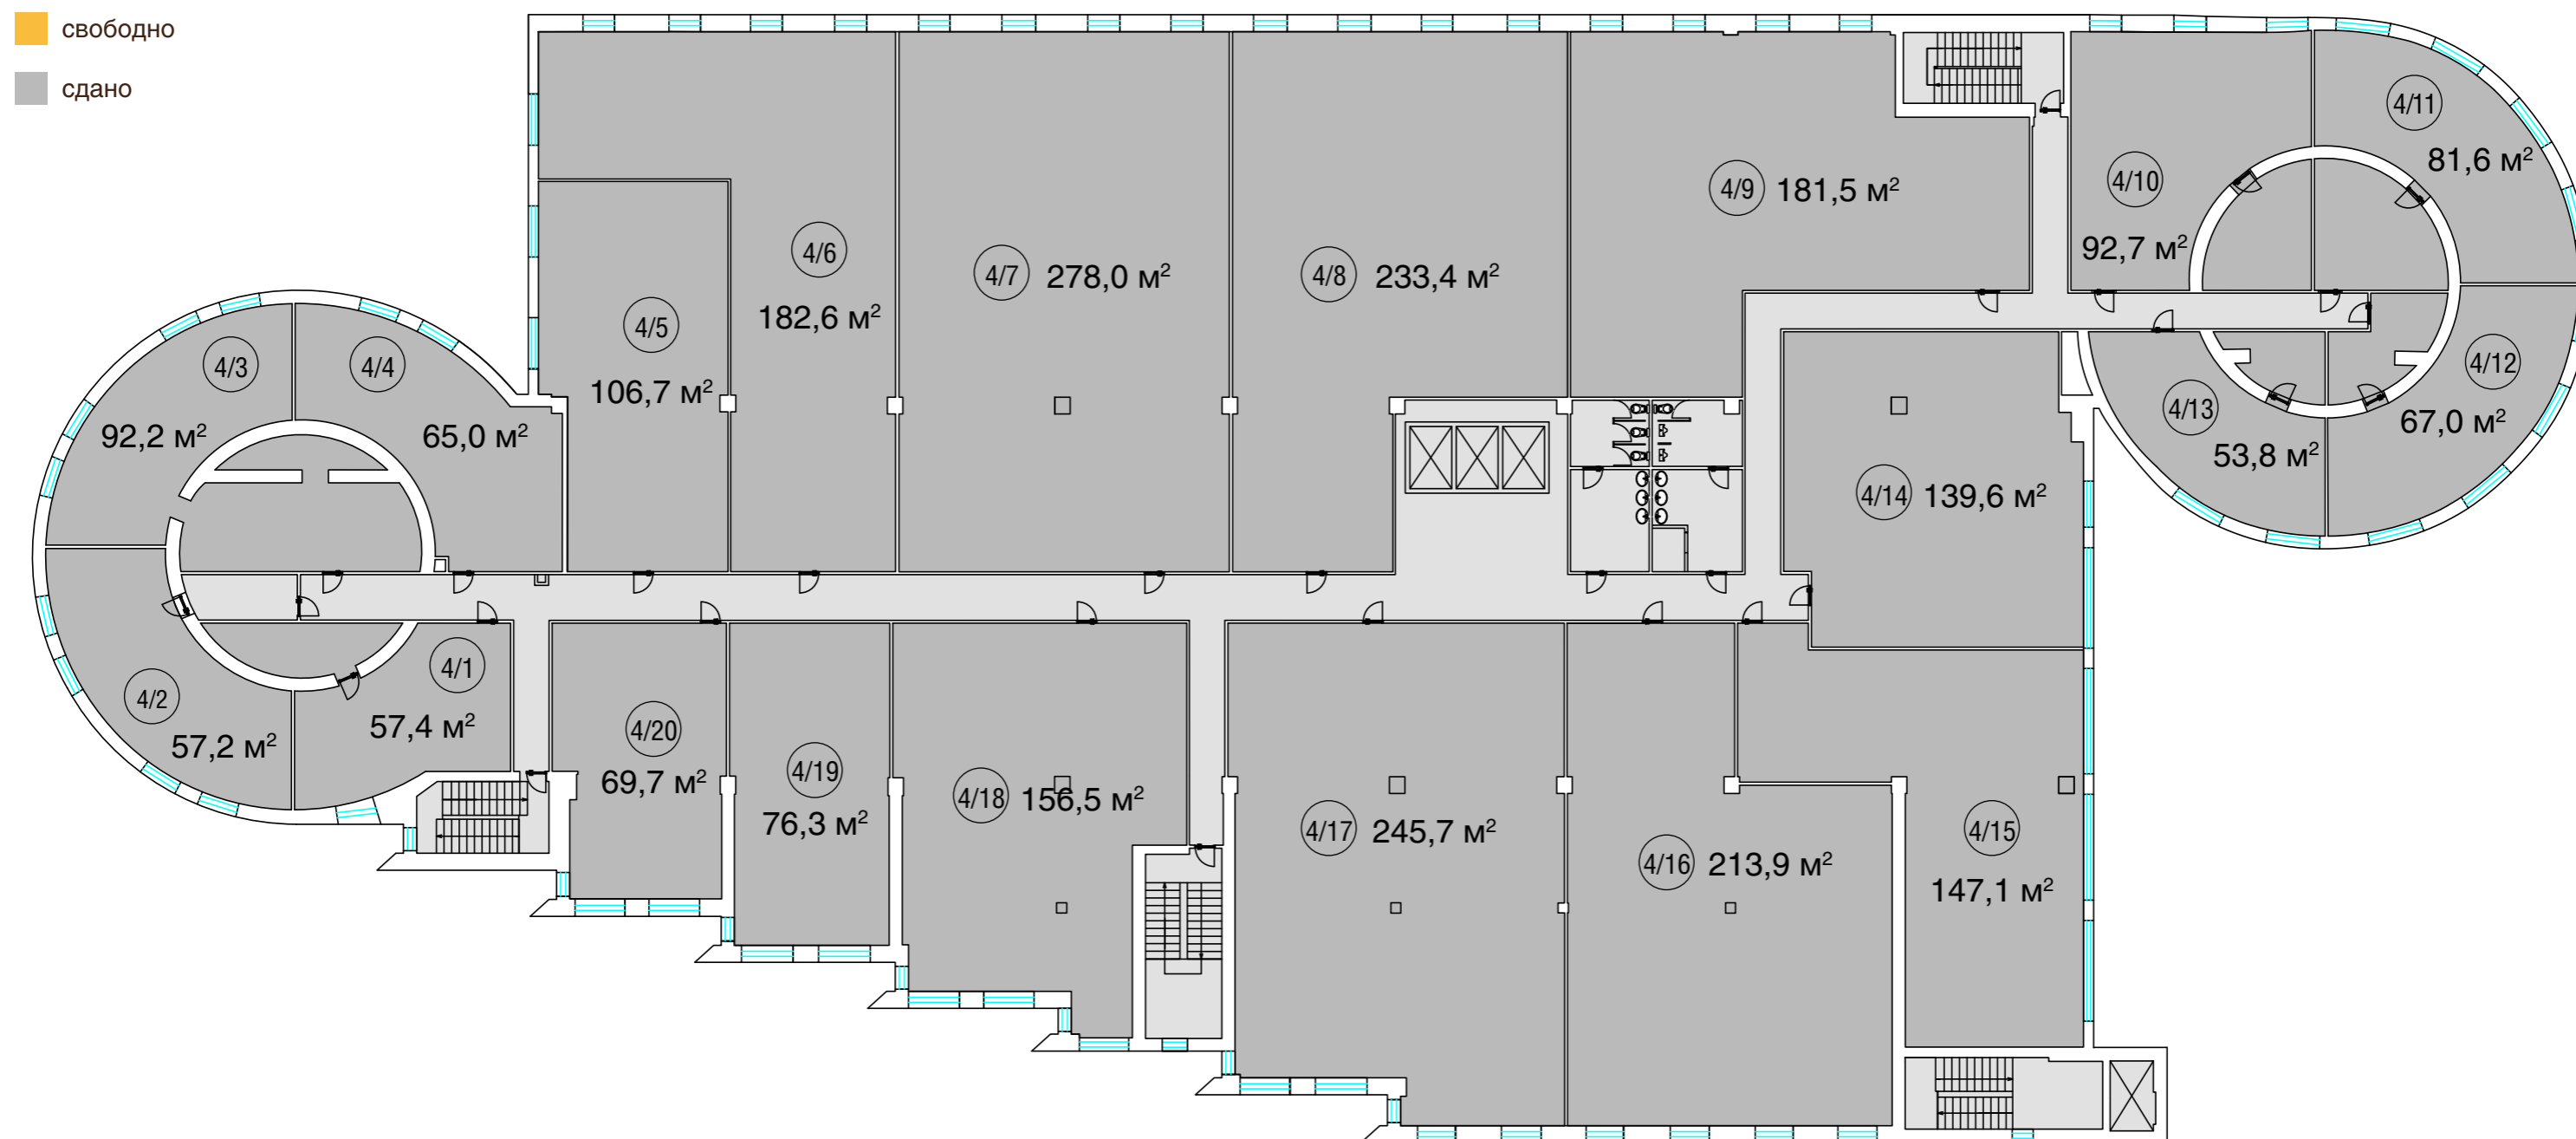 свободно
сдано
4/11
81,6 м²
4/10
92,7 м²
4/9 181,5 м²
4/6
182,6 м²
4/7 278,0 м²
4/8 233,4 м²
4/5
106,7 м²
4/3
92,2 м²
4/4
65,0 м²
4/12
67,0 м²
4/13
53,8 м²
4/14 139,6 м²
4/1
57,4 м²
4/2
57,2 м²
4/20
69,7 м²
4/19
76,3 м²
4/18 156,5 м²
4/17 245,7 м²
4/16 213,9 м²
4/15
147,1 м²